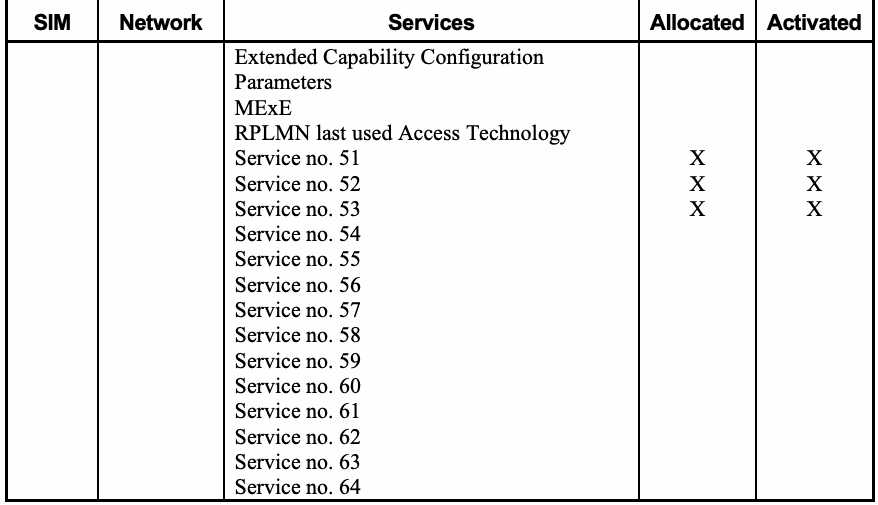 SIM Network Services Allocated Activated
Extended Capability Configuration
Parameters
MExE
RPLMN last used Access Technology
Service no. 51 X X
Service no. 52 X X
Service no. 53 X X
Service no. 54
Service no. 55
Service no. 56
Service no. 57
Service no. 58
Service no. 59
Service no. 60
Service no. 61
Service no. 62
Service no. 63
Service no. 64